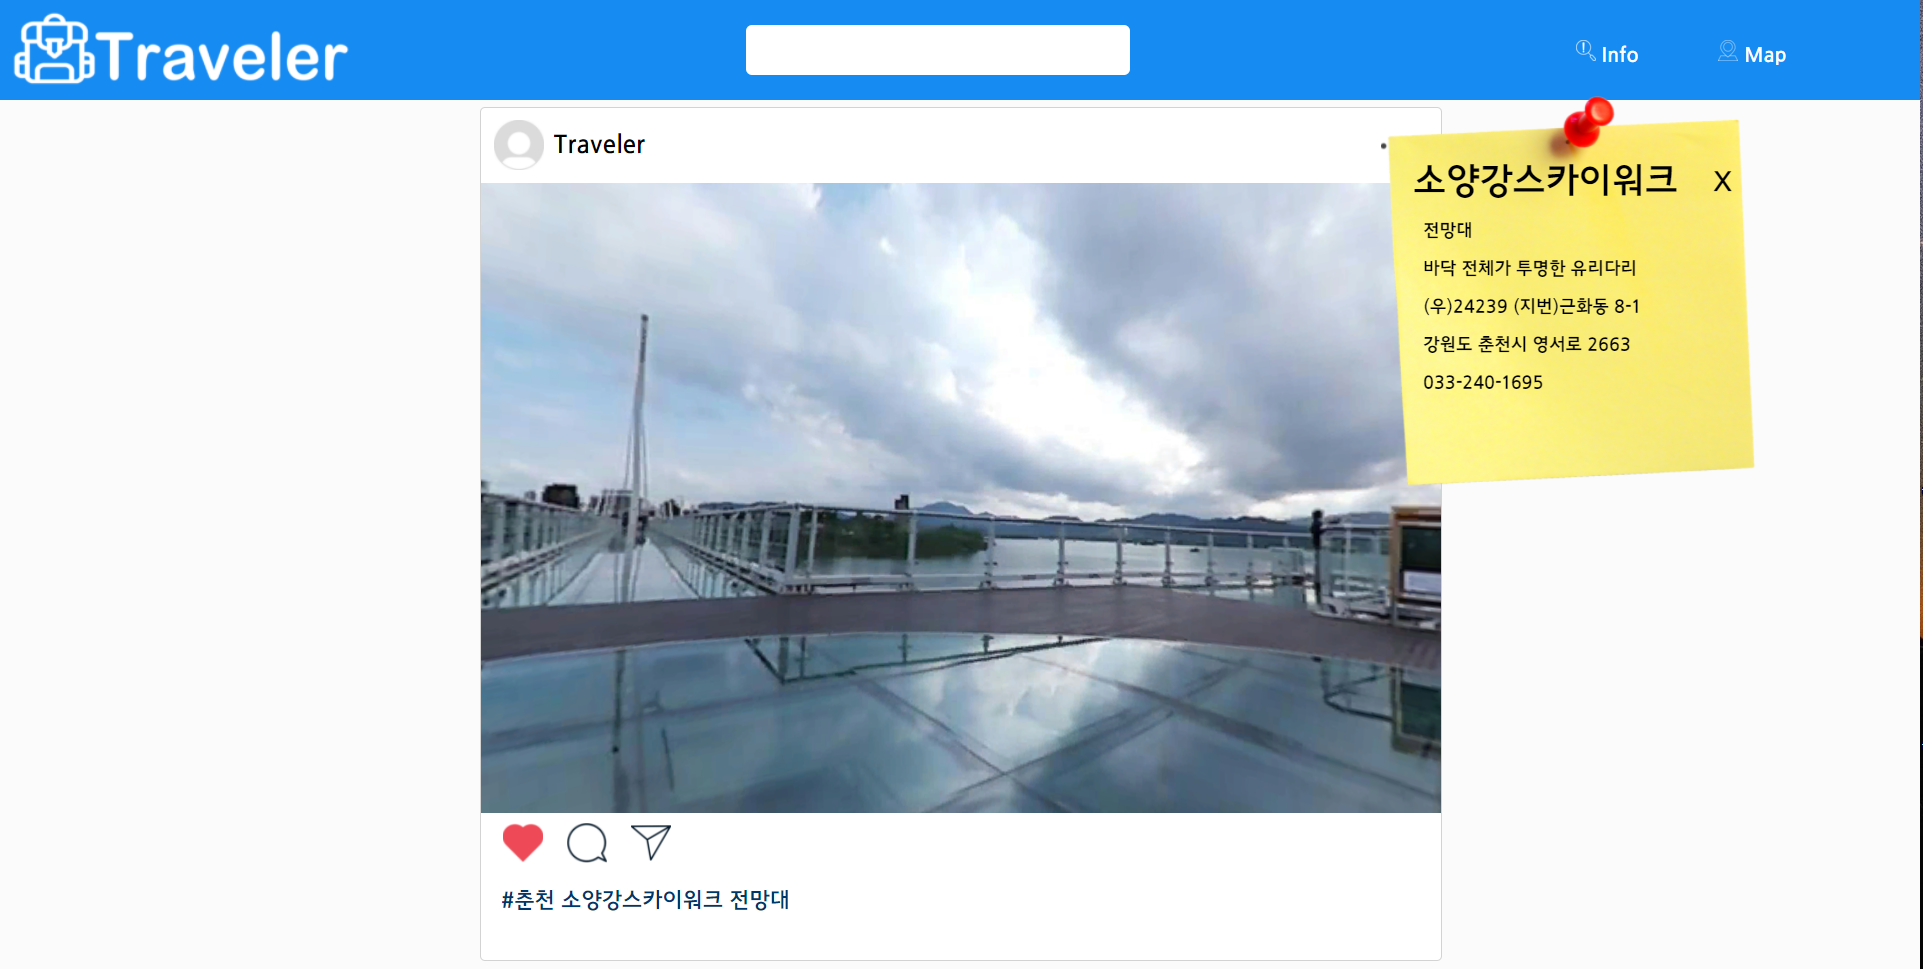 Traveler
Info
Map
Traveler
소양강스카이워크 X
전망대
바닥 전체가 투명한 유리다리
(우)24239 (지번)근화동 8-1
강원도 춘천시 영서로 2663
033-240-1695
#춘천 소양강스카이워크 전망대